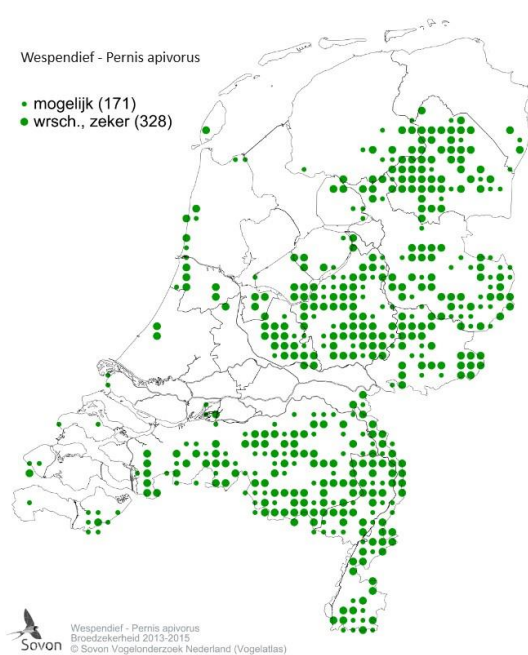 Wespendief - Pernis apivorus
mogelijk (171)
wrsch., zeker (328)
Sovon
Wespendief - Pernis apivorus
Broedzekerheid 2013-2015
© Sovon Vogelonderzoek Nederland (Vogelatlas)